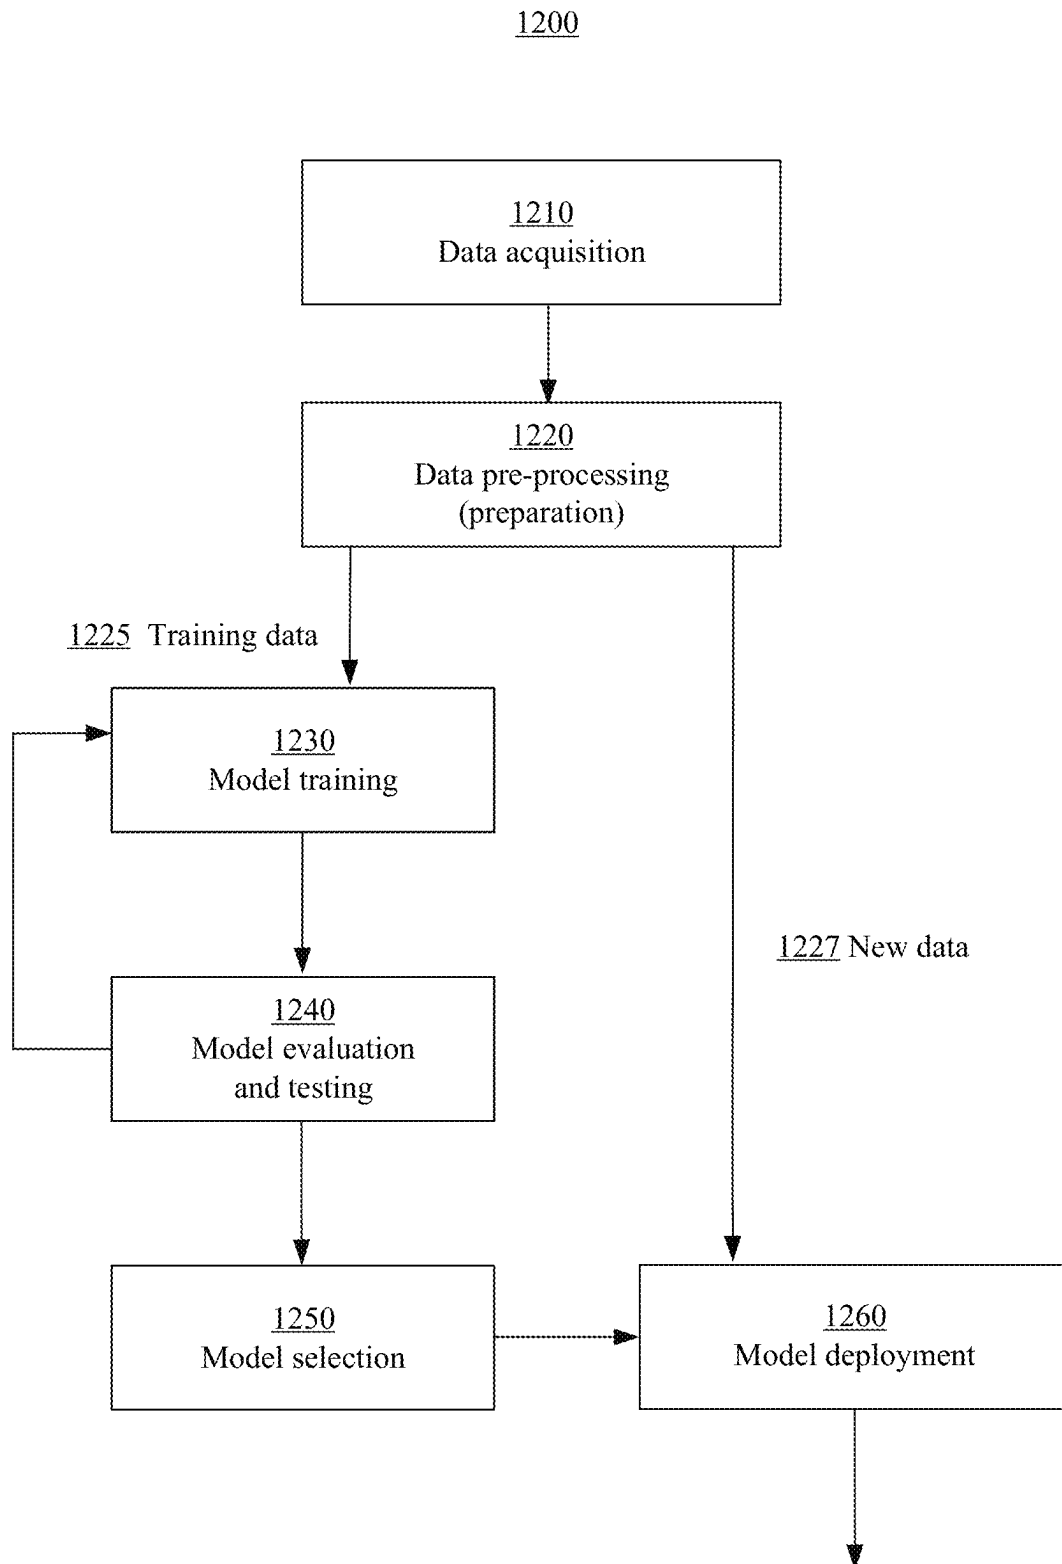 1200
1210
Data acquisition
1220
Data pre-processing
(preparation)
1225 Training data
1230
Model training
1227 New data
1240
Model evaluation
and testing
1250
Model selection
1260
Model deployment